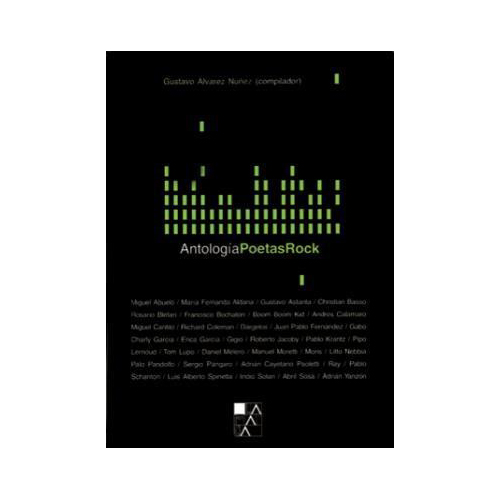 Gustavo Alvarez Nuñez (compilador)
AntologíaPoetasRock
Miguel Abuelo / María Fernanda Aldana / Gustavo Astarita / Christian Basso
Rosario Bléfari / Francisco Bochatón / Boom Boom Kid / Andrés Calamaro
Miguel Cantilo / Richard Coleman / Dárgelos / Juan Pablo Fernández / Gabo
Charly García / Erica García / Gigio / Roberto Jacoby / Pablo Krantz / Pipo
Lernoud / Tom Lupo / Daniel Melero / Manuel Moretti / Moris / Litto Nebbia
Palo Pandolfo / Sergio Pángaro / Adrián Cayetano Paoletti / Ray / Pablo
Schanton / Luis Alberto Spinetta / Indio Solari / Abril Sosa / Adrián Yanzón